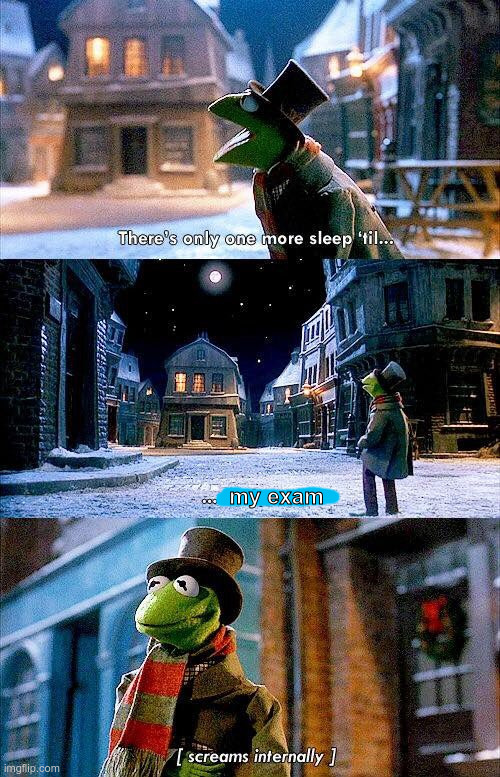 There's only one more sleep 'til...
... my exam
[ screams internally ]
imgflip.com